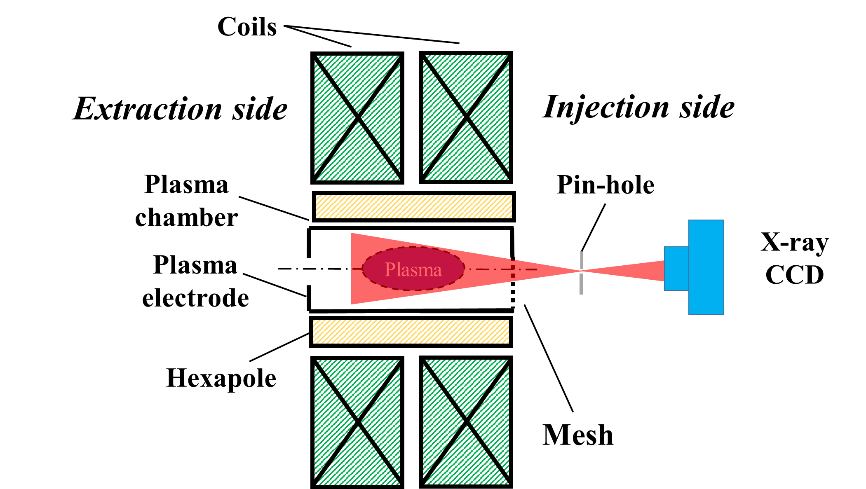 Coils
Extraction side
Injection side
Plasma
chamber
Pin-hole
X-ray
CCD
Plasma
electrode
Plasma
Hexapole
Mesh